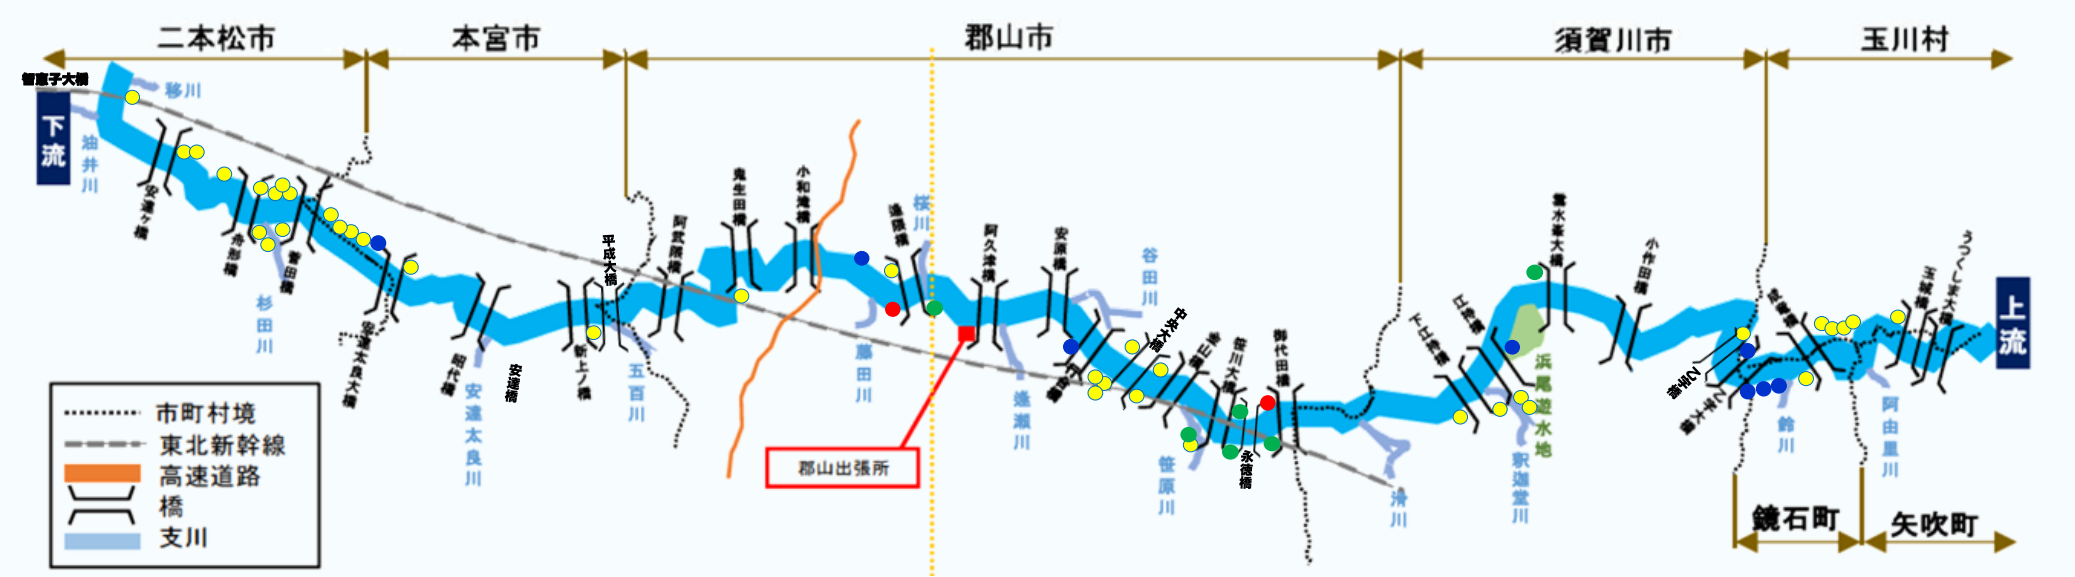 二本松市
本宮市
郡山市
須賀川市
玉川村
智恵子大橋
下流
移川
油井川
安達ヶ橋
舟形橋
杉田川
菅田橋
安達太良大橋
昭代橋
安達太良川
安達橋
新上ノ橋
平成大橋
五百川
阿武隈橋
鬼生田橋
小和滝橋
藤田川
逢隈橋
桜川
阿久津橋
逢瀬川
安原橋
谷田川
中央大橋
金山橋
笹川大橋
笹原川
永徳橋
御代田橋
滑川
下江持橋
江持橋
釈迦堂川
浜尾遊水地
雲水峯大橋
小作田橋
乙字橋
乙字大橋
鈴川
阿由里川
玉城橋
うつくしま大橋
上流
郡山出張所
市町村境
東北新幹線
高速道路
橋
支川
鏡石町
矢吹町